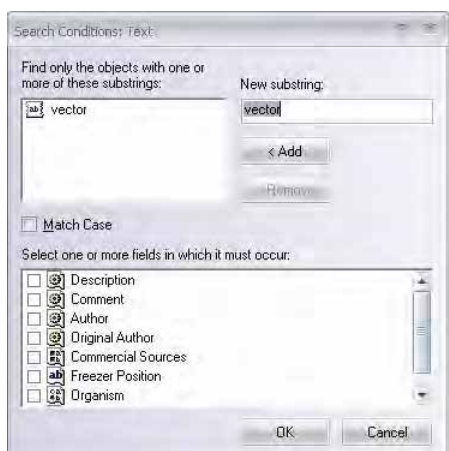 Search Conditions: Text
Find only the objects with one or
more of these substrings:
New substring:
ab vector
vector
< Add
Remove
Match Case
Select one or more fields in which it must occur:
Description
Comment
Author
Original Author
Commercial Sources
ab Freezer Position
Organism
OK
Cancel